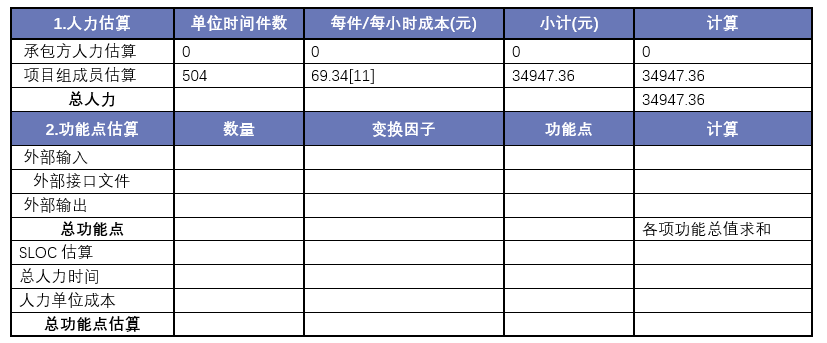 1.人力估算 单位时间件数 每件/每小时成本(元) 小计(元) 计算
承包方人力估算 0 0 0 0
项目组成员估算 504 69.34[11] 34947.36 34947.36
总人力 34947.36
2.功能点估算 数量 变换因子 功能点 计算
外部输入
外部接口文件
外部输出
总功能点 各项功能总值求和
SLOC 估算
总人力时间
人力单位成本
总功能点估算